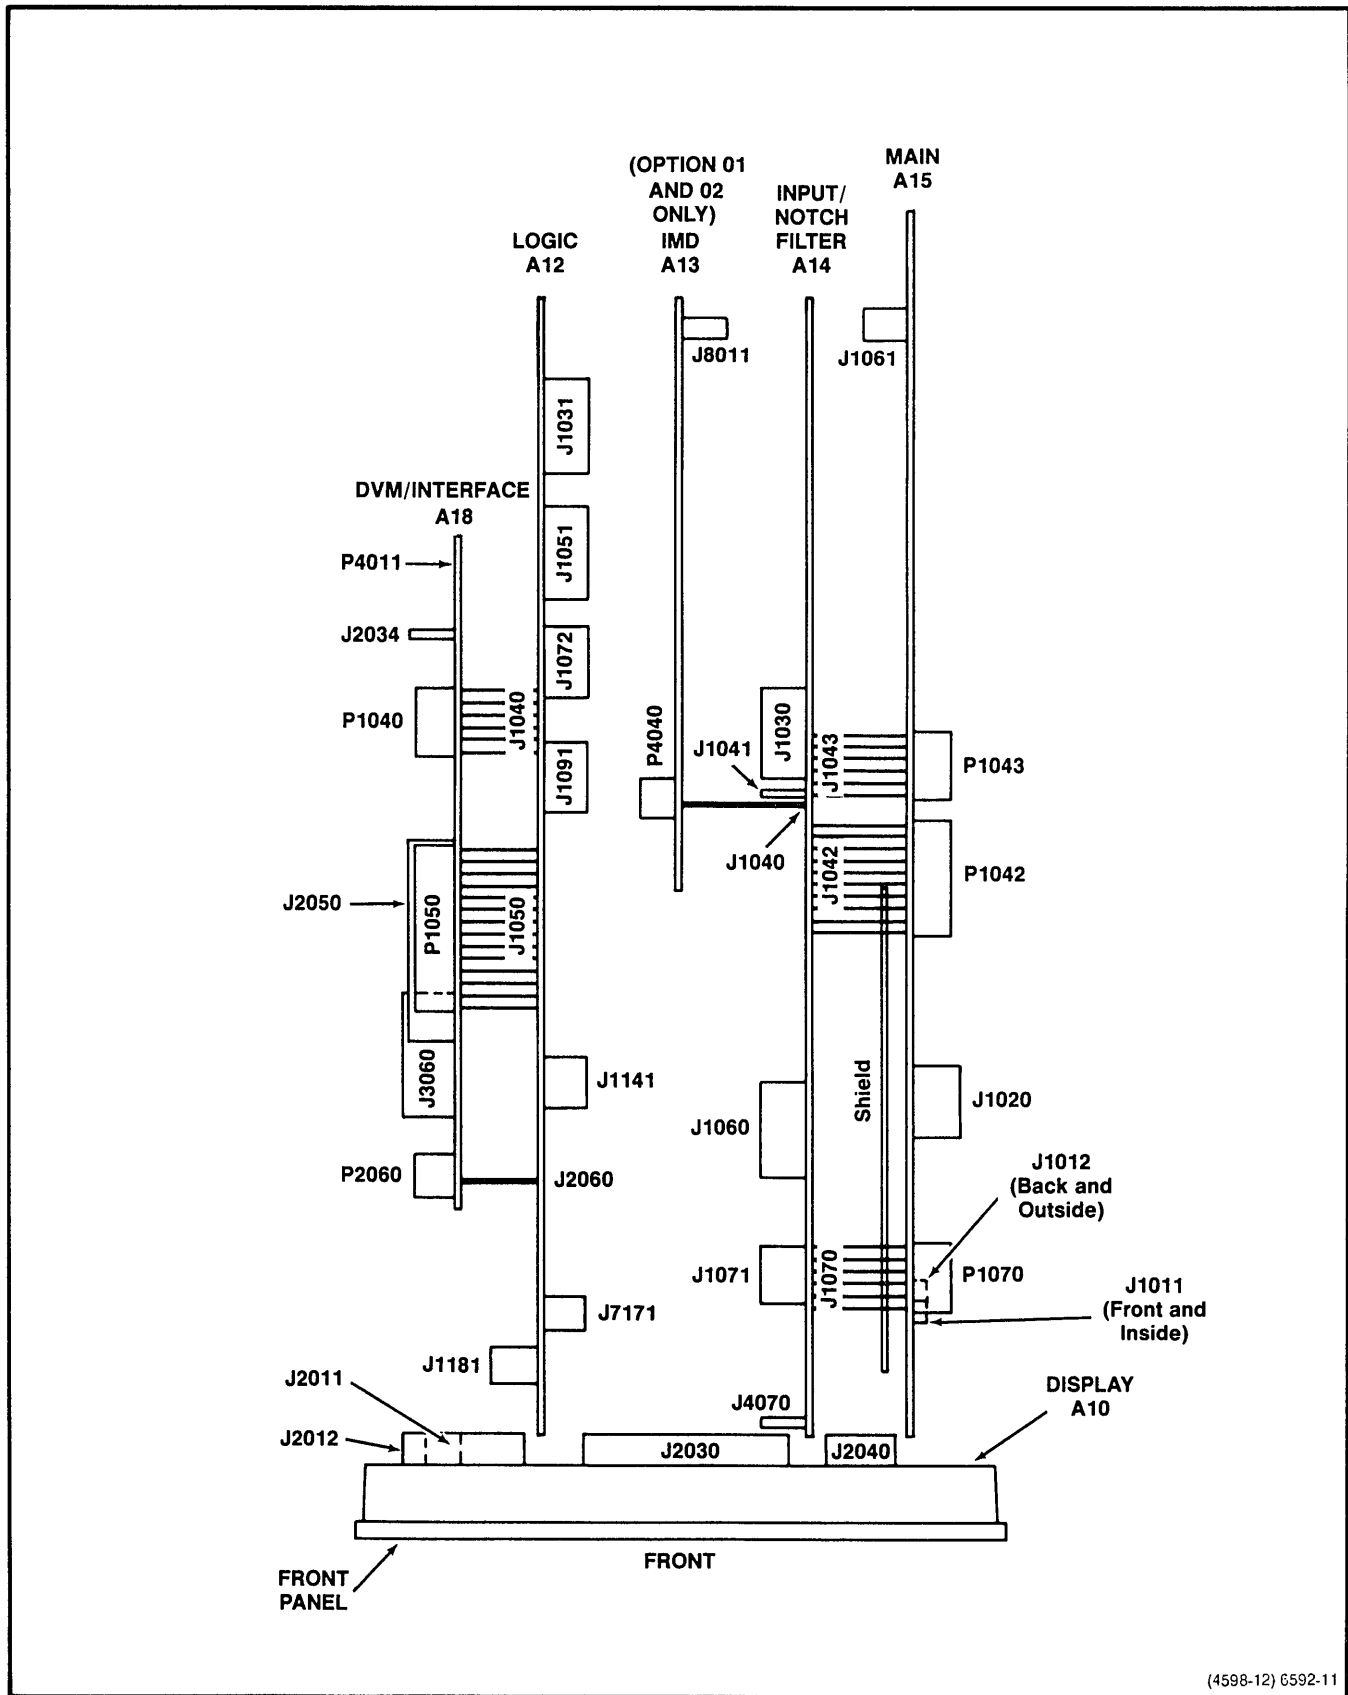 MAIN
A15
(OPTION 01
AND 02
ONLY)
IMD
A13
INPUT/
NOTCH
FILTER
A14
LOGIC
A12
J8011
J1061
J1031
DVM/INTERFACE
A18
J1051
P4011
J2034
J1072
P1040
J1040
J1091
P4040
J1041
J1030
J1043
P1043
J1040
J1042
P1042
J2050
P1050
J1050
J3060
J1141
J1060
Shield
J1020
P2060
J2060
J1012
(Back and
Outside)
J1071
J1070
P1070
J1011
(Front and
Inside)
J7171
J1181
J2011
J4070
DISPLAY
A10
J2012
J2030
J2040
FRONT
FRONT
PANEL
(4598-12) 6592-11